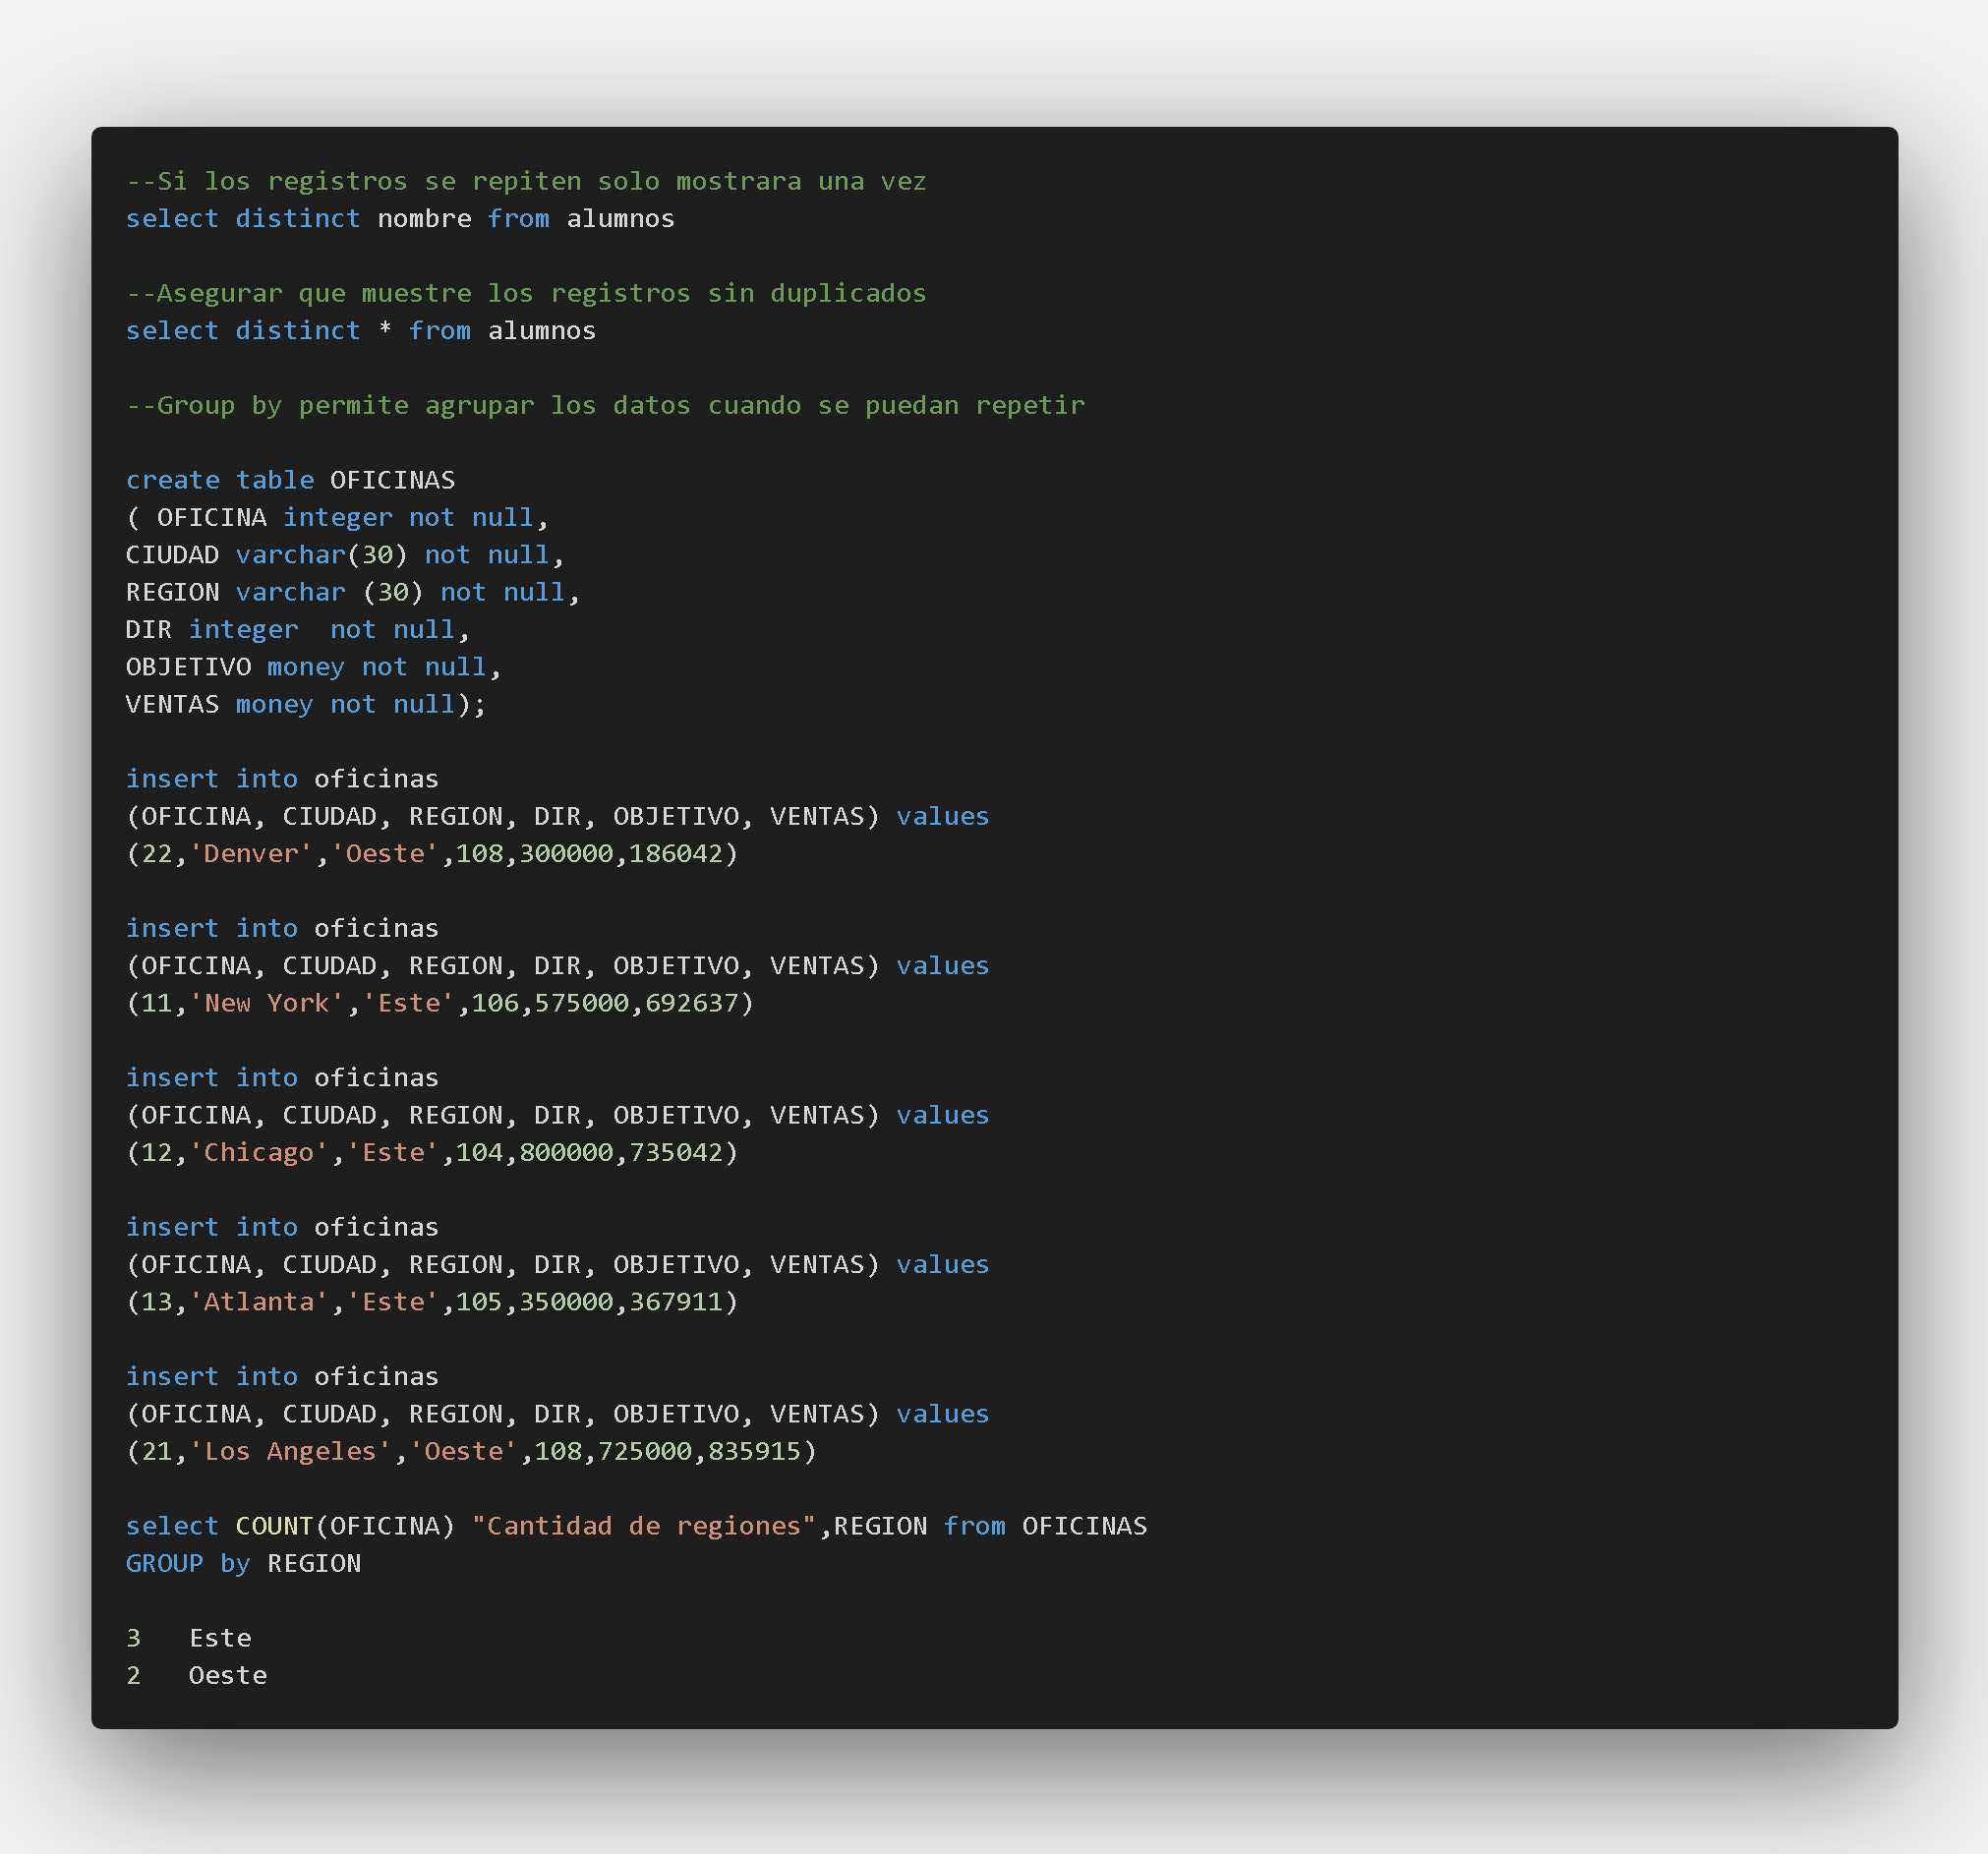 --Si los registros se repiten solo mostrara una vez
select distinct nombre from alumnos
--Asegurar que muestre los registros sin duplicados
select distinct * from alumnos
--Group by permite agrupar los datos cuando se puedan repetir
create table OFICINAS
( OFICINA integer not null,
CIUDAD varchar(30) not null,
REGION varchar (30) not null,
DIR integer  not null,
OBJETIVO money not null,
VENTAS money not null);
insert into oficinas
(OFICINA, CIUDAD, REGION, DIR, OBJETIVO, VENTAS) values
(22,'Denver','Oeste',108,300000,186042)
insert into oficinas
(OFICINA, CIUDAD, REGION, DIR, OBJETIVO, VENTAS) values
(11,'New York','Este',106,575000,692637)
insert into oficinas
(OFICINA, CIUDAD, REGION, DIR, OBJETIVO, VENTAS) values
(12,'Chicago','Este',104,800000,735042)
insert into oficinas
(OFICINA, CIUDAD, REGION, DIR, OBJETIVO, VENTAS) values
(13,'Atlanta','Este',105,350000,367911)
insert into oficinas
(OFICINA, CIUDAD, REGION, DIR, OBJETIVO, VENTAS) values
(21,'Los Angeles','Oeste',108,725000,835915)
select COUNT(OFICINA) "Cantidad de regiones",REGION from OFICINAS
GROUP by REGION
3   Este
2   Oeste